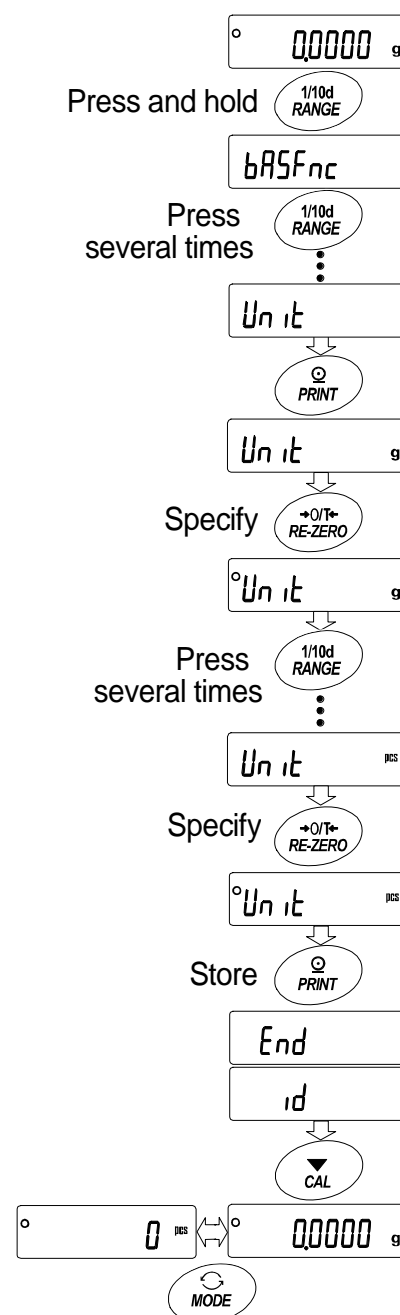 0.0000 g
Press and hold
1/10d
RANGE
bASFnc
Press
several times
1/10d
RANGE
Unit
PRINT
Unit g
Specify
→O/T←
RE-ZERO
Unit g
Press
several times
1/10d
RANGE
Unit pcs
Specify
→O/T←
RE-ZERO
Unit pcs
Store
PRINT
End
id
CAL
0 pcs
0.0000 g
MODE